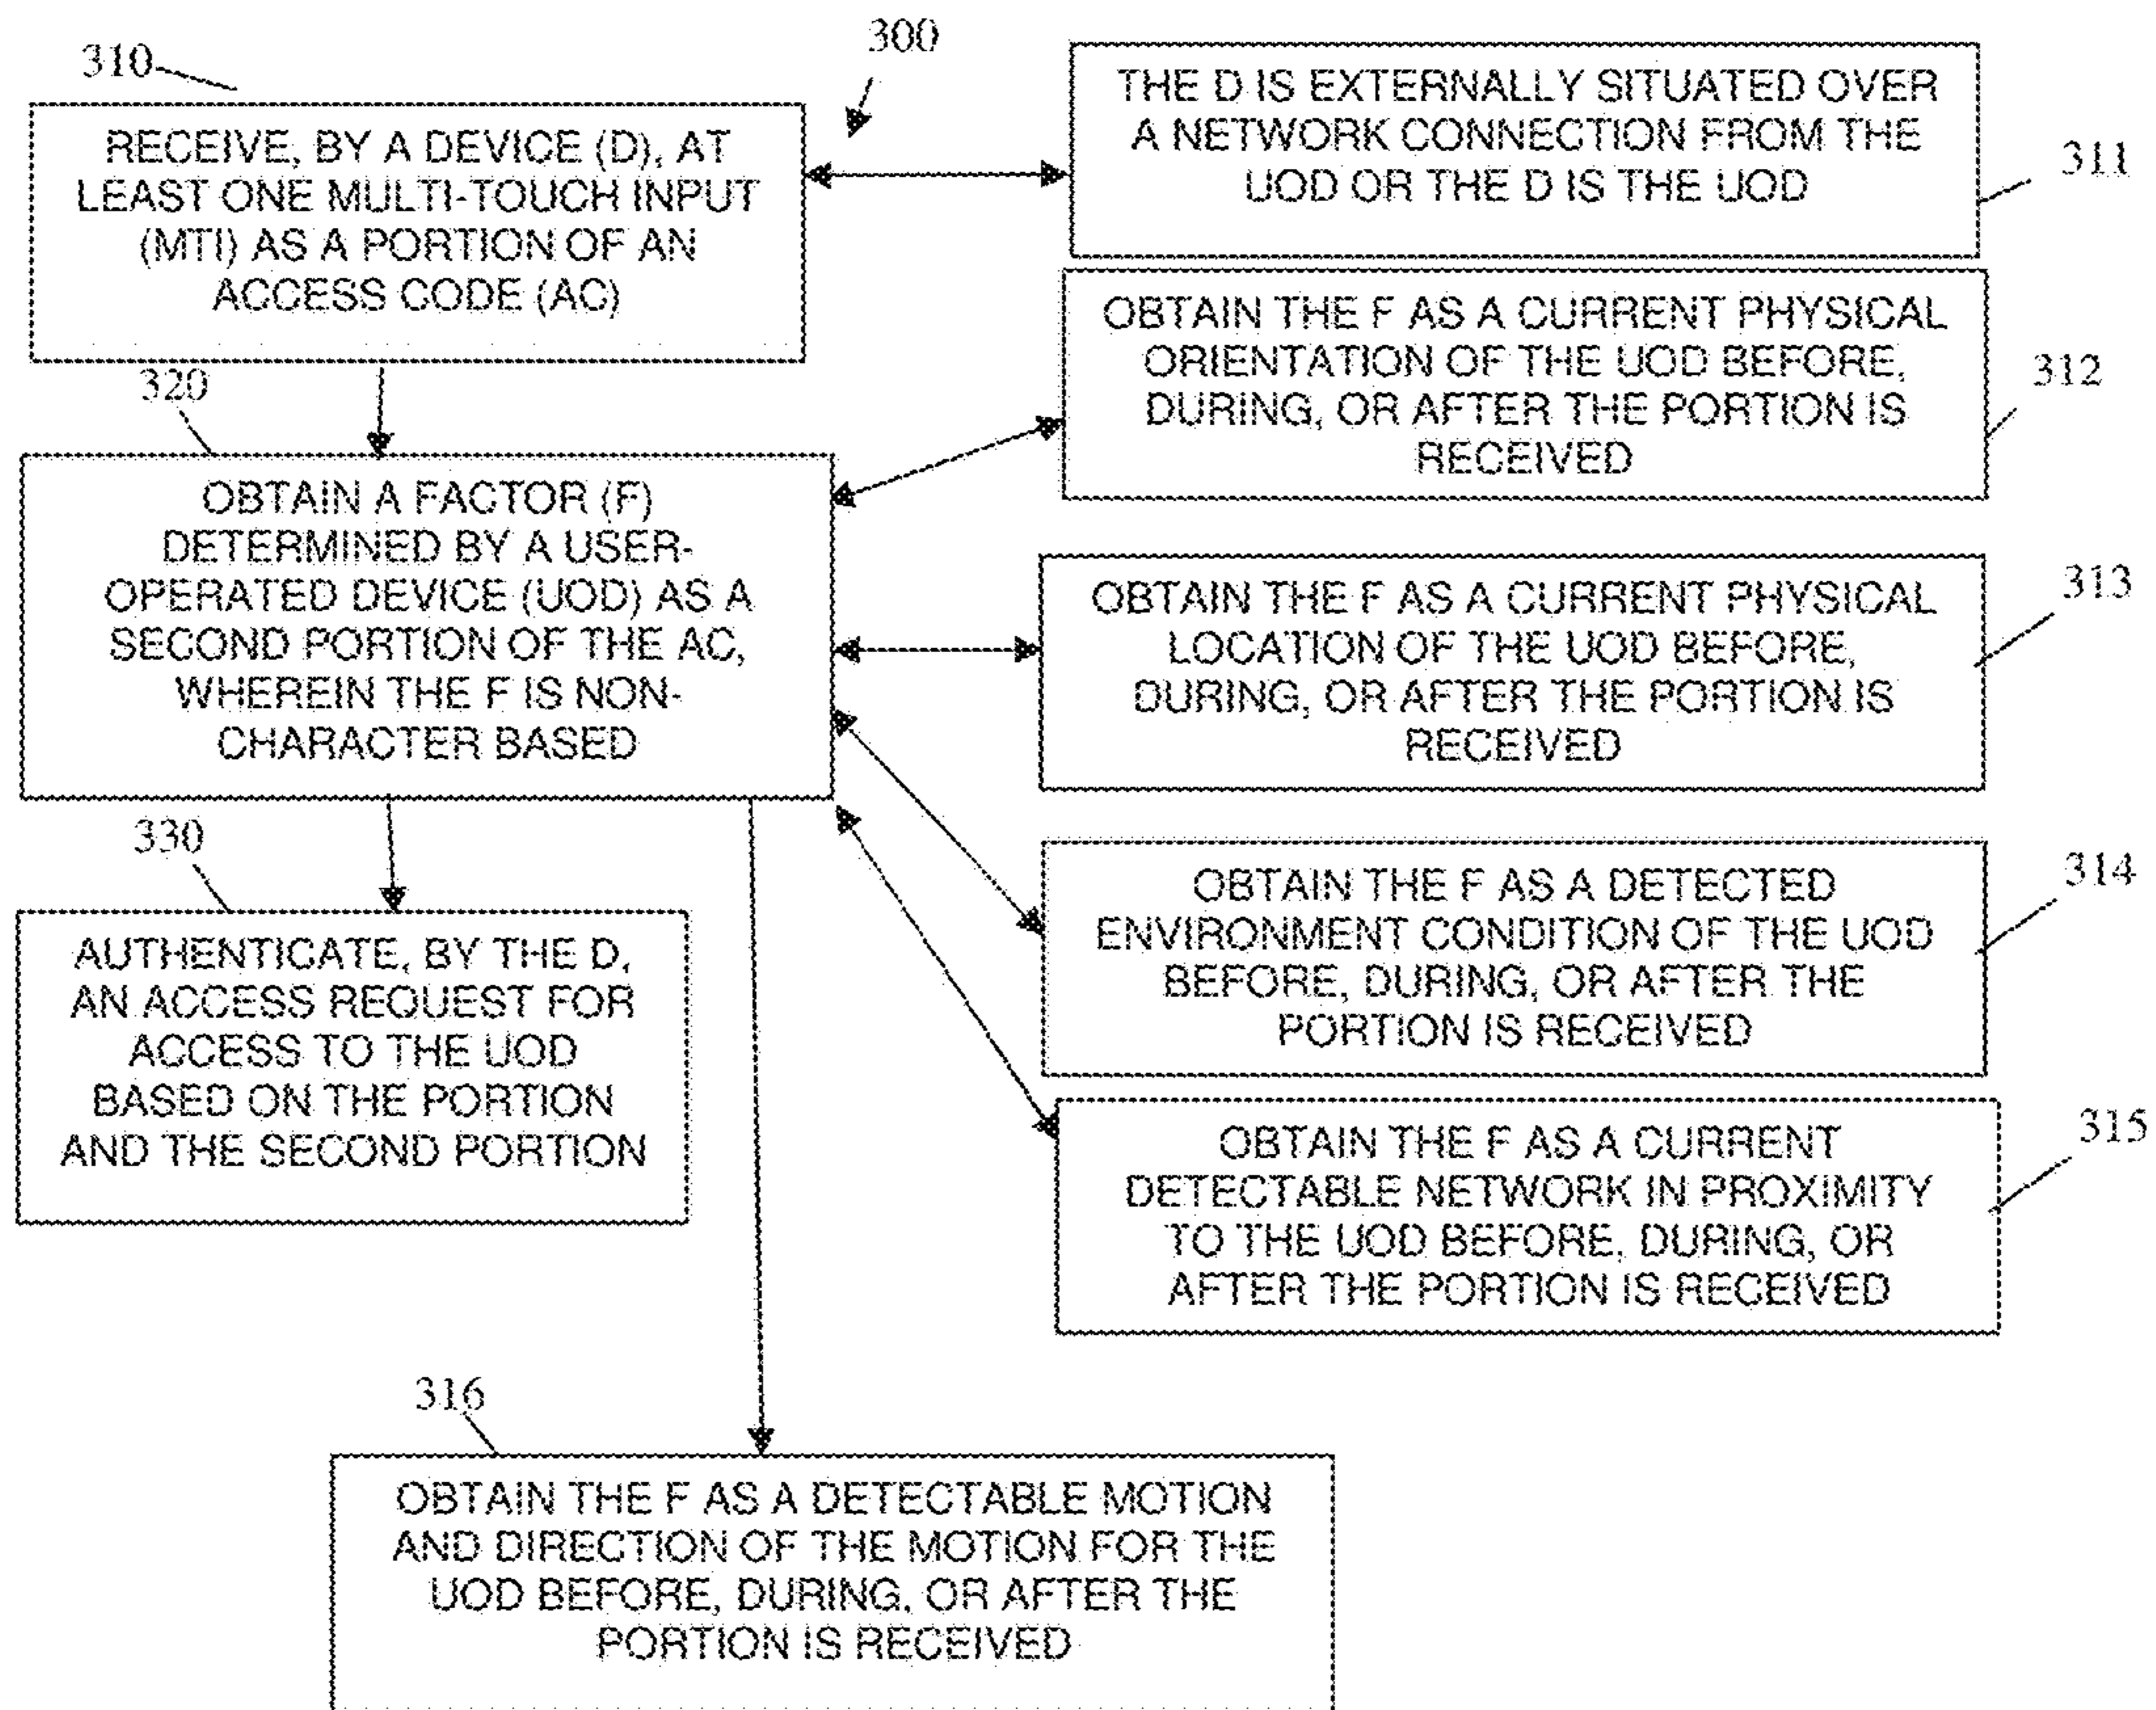 300
310
RECEIVE, BY A DEVICE (D), AT
LEAST ONE MULTI-TOUCH INPUT
(MTI) AS A PORTION OF AN
ACCESS CODE (AC)
THE D IS EXTERNALLY SITUATED OVER
A NETWORK CONNECTION FROM THE
UOD OR THE D IS THE UOD
311
OBTAIN THE F AS A CURRENT PHYSICAL
ORIENTATION OF THE UOD BEFORE,
DURING, OR AFTER THE PORTION IS
RECEIVED
312
320
OBTAIN A FACTOR (F)
DETERMINED BY A USER-
OPERATED DEVICE (UOD) AS A
SECOND PORTION OF THE AC,
WHEREIN THE F IS NON-
CHARACTER BASED
OBTAIN THE F AS A CURRENT PHYSICAL
LOCATION OF THE UOD BEFORE,
DURING, OR AFTER THE PORTION IS
RECEIVED
313
330
AUTHENTICATE, BY THE D,
AN ACCESS REQUEST FOR
ACCESS TO THE UOD
BASED ON THE PORTION
AND THE SECOND PORTION
OBTAIN THE F AS A DETECTED
ENVIRONMENT CONDITION OF THE UOD
BEFORE, DURING, OR AFTER THE
PORTION IS RECEIVED
314
OBTAIN THE F AS A CURRENT
DETECTABLE NETWORK IN PROXIMITY
TO THE UOD BEFORE, DURING, OR
AFTER THE PORTION IS RECEIVED
315
316
OBTAIN THE F AS A DETECTABLE MOTION
AND DIRECTION OF THE MOTION FOR THE
UOD BEFORE, DURING, OR AFTER THE
PORTION IS RECEIVED